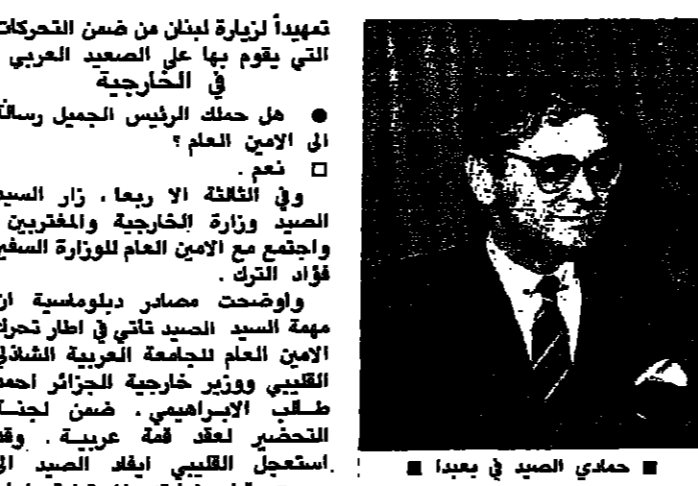 تمهيداً لزيارة لبنان من ضمن التحركات
التي يقوم بها على الصعيد العربي
في الخارجية
● هل حملك الرئيس الجميل رسالة
الى الامين العام ؟
□ نعم .
وفي الثالثة الا ربعا ، زار السيد
الصيد وزارة الخارجية والمغتربين
واجتمع مع الامين العام للوزارة السفير
فؤاد الترك .
واوضحت مصادر دبلوماسية ان
مهمة السيد الصيد تاتي في اطار تحرك
الامين العام للجامعة العربية الشاذلي
القليبي ووزير خارجية الجزائر احمد
طالب الابراهيمي ، ضمن لجنة
التحضير لعقد قمة عربية . وقد
استعجل القليبي ايفاد الصيد الى
■ حمادي الصيد في بعبدا ■